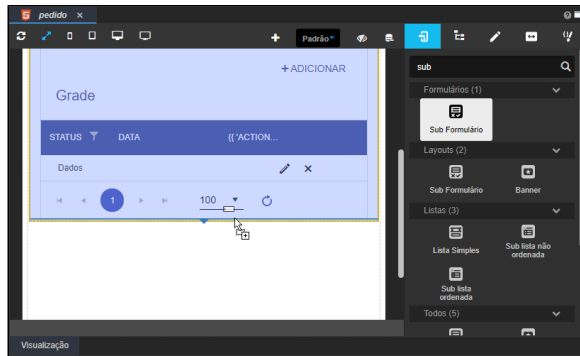 pedido ×
Padrão
sub
+ ADICIONAR
Grade
STATUS DATA {{ 'ACTION...
Dados
1 100
Formulários (1)
Sub Formulário
Layouts (2)
Sub Formulário Banner
Listas (3)
Lista Simples Sub lista não
ordenada
Sub lista
ordenada
Todos (5)
Visualização